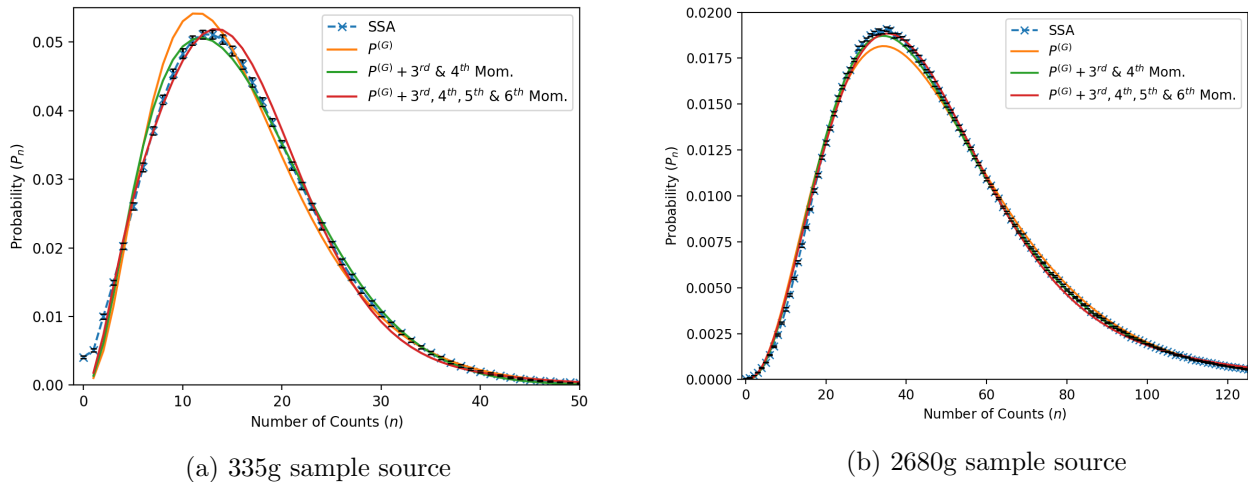 SSA
P^(G)
P^(G) + 3^rd & 4^th Mom.
P^(G) + 3^rd, 4^th, 5^th & 6^th Mom.
0.05
0.04
0.03
0.02
0.01
0.00
Probability (P_n)
0 10 20 30 40 50
Number of Counts (n)
(a) 335g sample source
SSA
P^(G)
P^(G) + 3^rd & 4^th Mom.
P^(G) + 3^rd, 4^th, 5^th & 6^th Mom.
0.0200
0.0175
0.0150
0.0125
0.0100
0.0075
0.0050
0.0025
0.0000
Probability (P_n)
0 20 40 60 80 100 120
Number of Counts (n)
(b) 2680g sample source